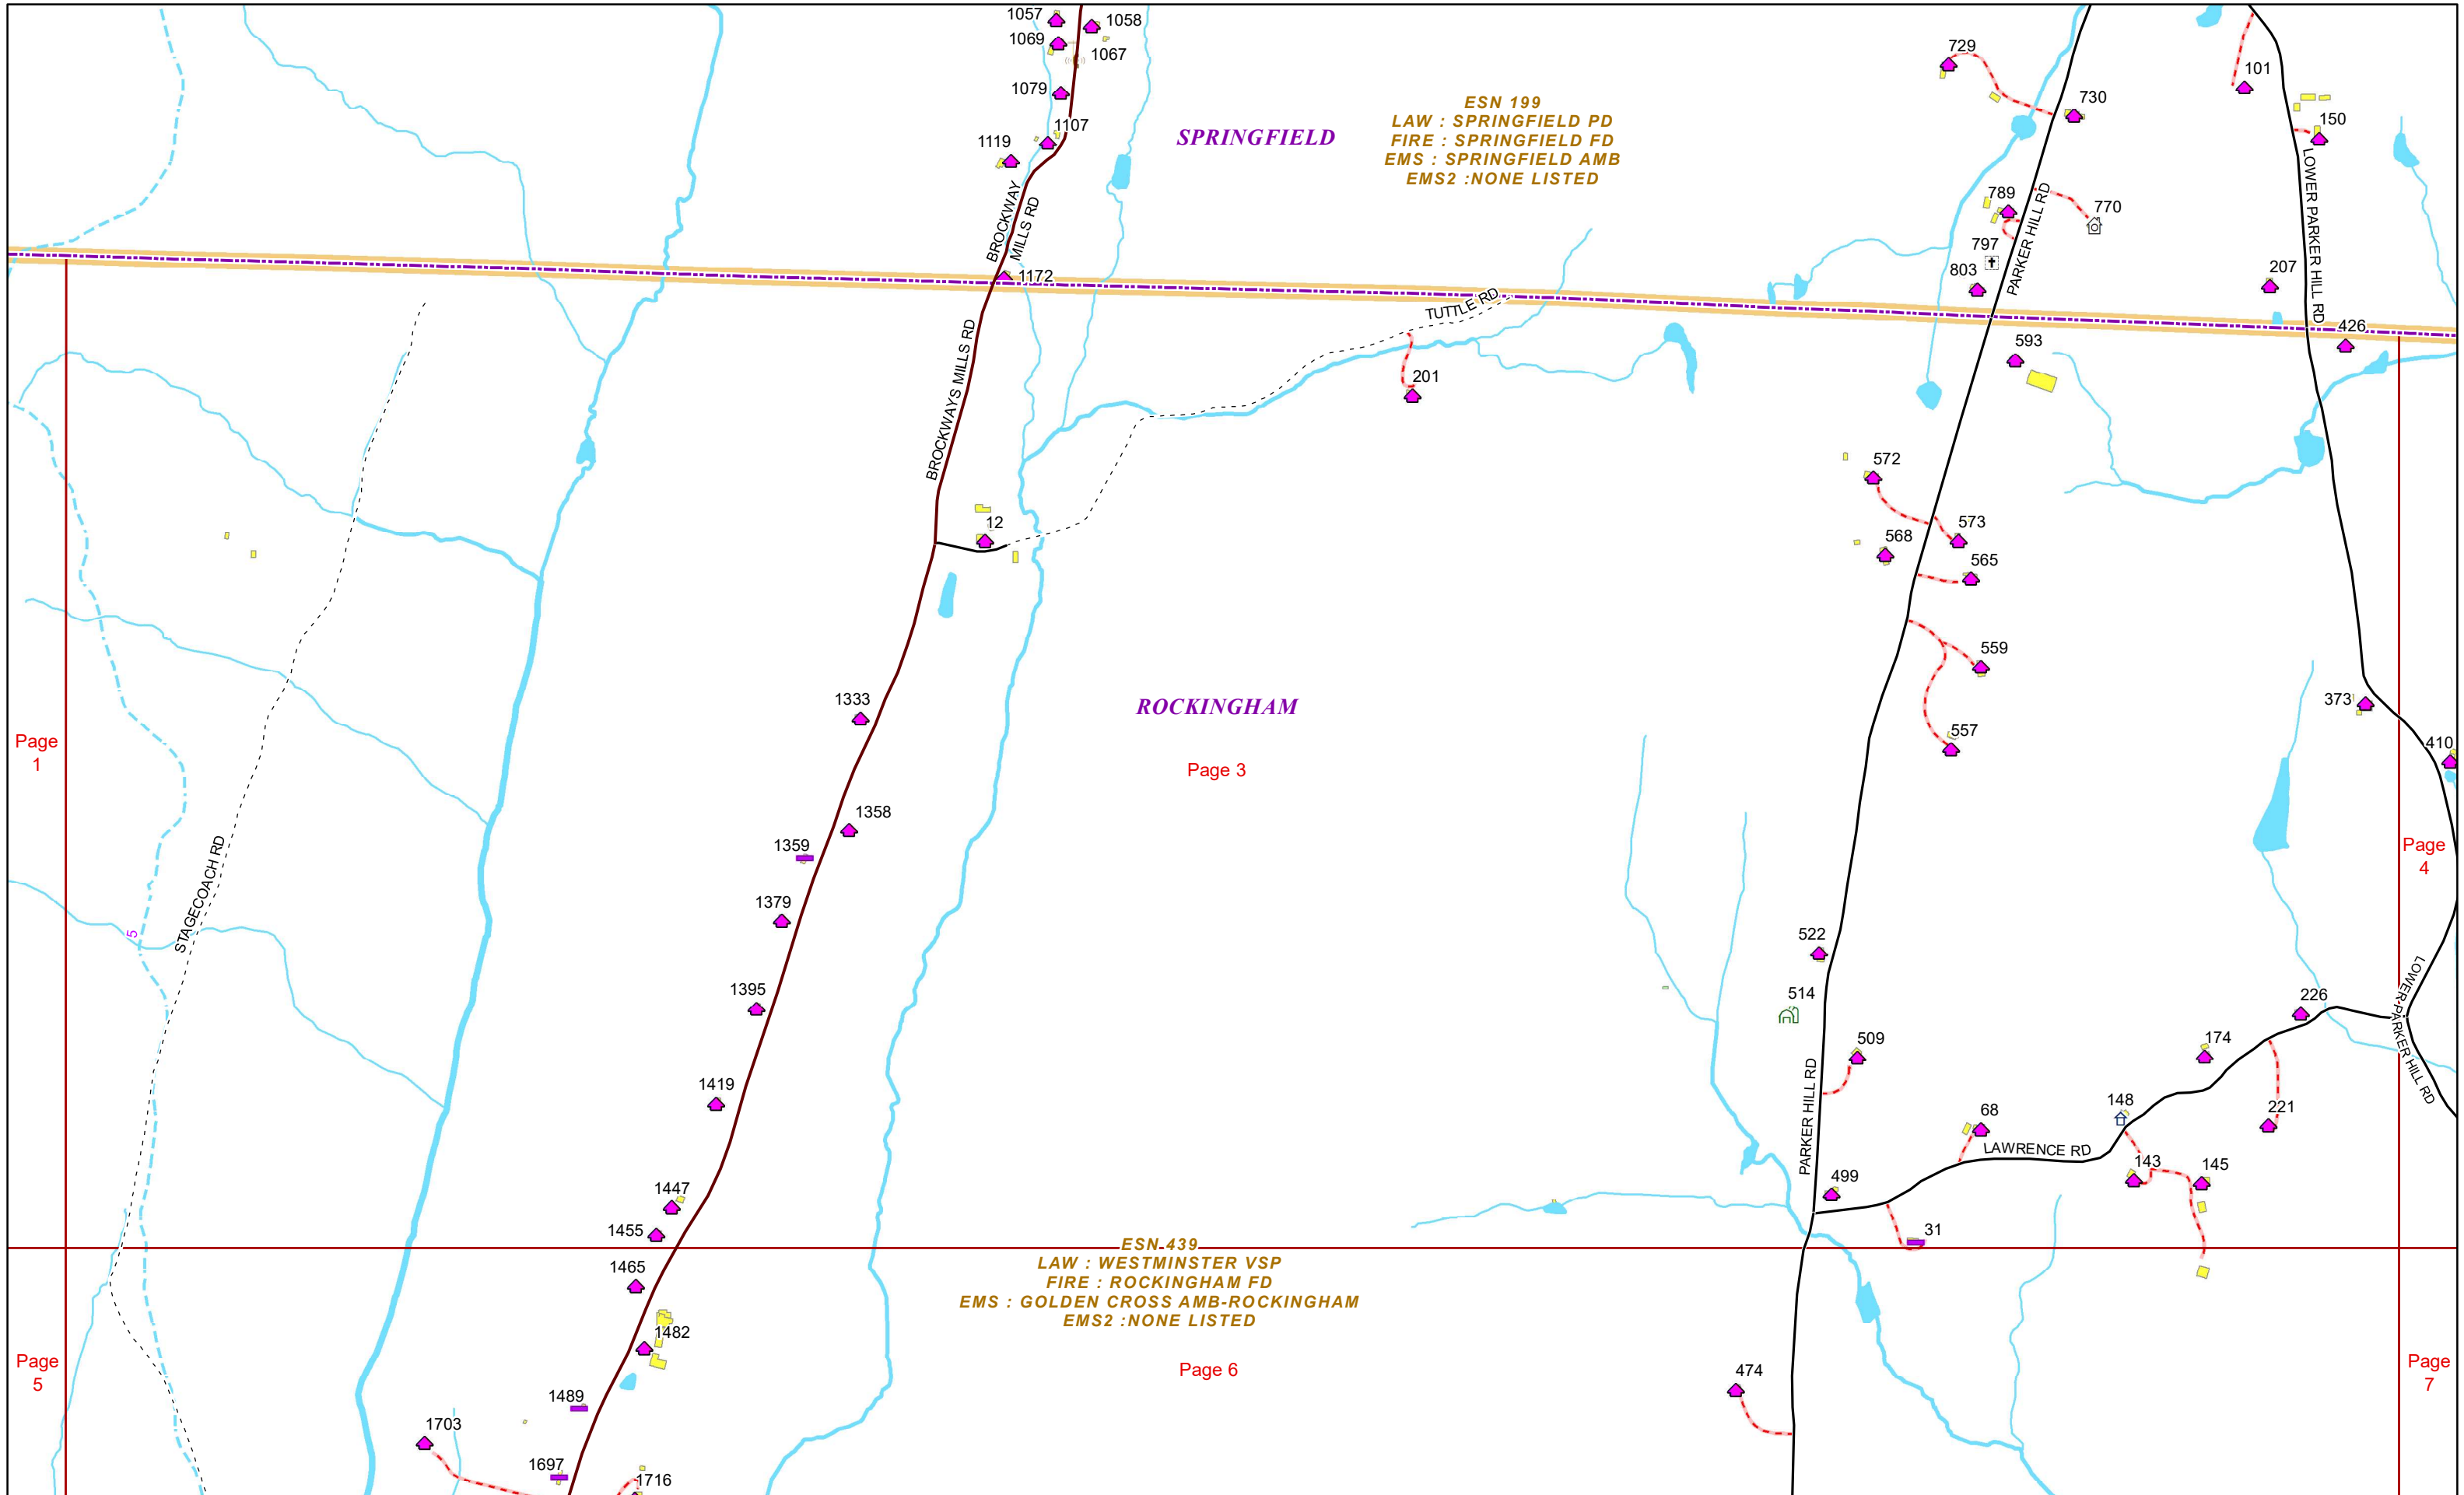 1057
1058
1069
1067
1079
1107
1119
BROCKWAY
MILLS RD
1172
SPRINGFIELD
ESN 199
LAW : SPRINGFIELD PD
FIRE : SPRINGFIELD FD
EMS : SPRINGFIELD AMB
EMS2 :NONE LISTED
729
730
101
150
LOWER PARKER HILL RD
789
770
797
803
PARKER HILL RD
207
426
TUTTLE RD
593
201
BROCKWAYS MILLS RD
12
572
573
568
565
559
557
1333
ROCKINGHAM
373
410
Page
1
Page 3
1358
1359
Page
4
STAGECOACH RD
5
1379
522
514
1395
226
LOWER PARKER HILL RD
509
174
1419
PARKER HILL RD
68
148
221
LAWRENCE RD
143
145
1447
499
1455
31
ESN 439
LAW : WESTMINSTER VSP
FIRE : ROCKINGHAM FD
EMS : GOLDEN CROSS AMB-ROCKINGHAM
EMS2 :NONE LISTED
1465
1482
Page
5
Page 6
474
Page
7
1489
1703
1697
1716